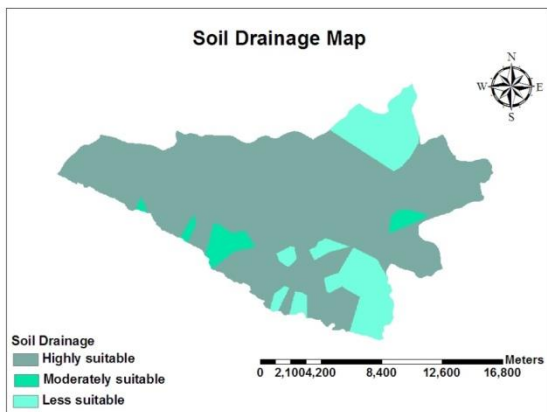 Soil Drainage Map
N
W E
S
Soil Drainage
Highly suitable
Moderately suitable
Less suitable
Meters
0 2,1004,200 8,400 12,600 16,800